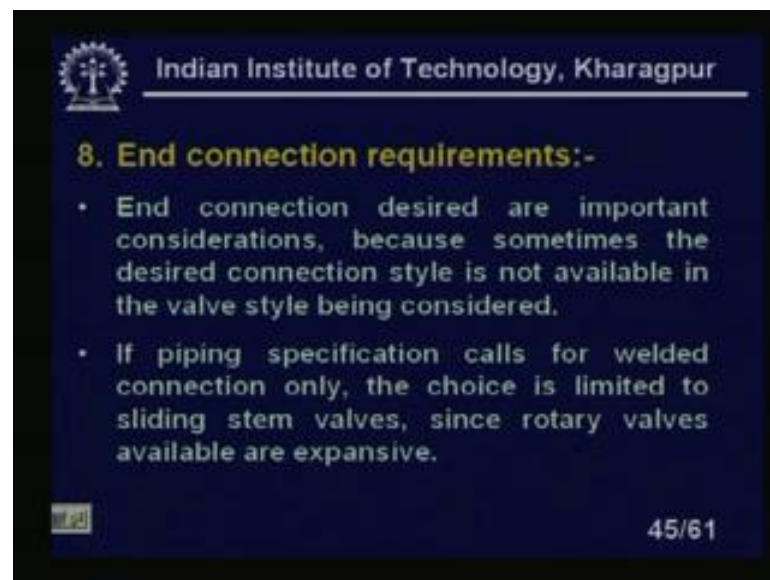 Indian Institute of Technology, Kharagpur
8. End connection requirements:-
• End connection desired are important
considerations, because sometimes the
desired connection style is not available in
the valve style being considered.
• If piping specification calls for welded
connection only, the choice is limited to
sliding stem valves, since rotary valves
available are expansive.
45/61